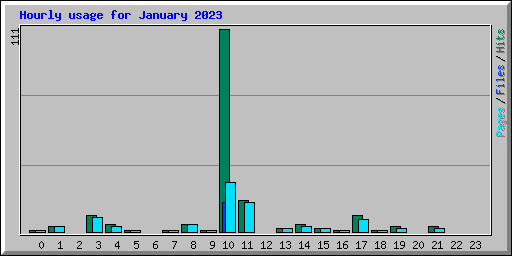 Hourly usage for January 2023
111
Pages/Files/Hits
0 1 2 3 4 5 6 7 8 9 10 11 12 13 14 15 16 17 18 19 20 21 22 23